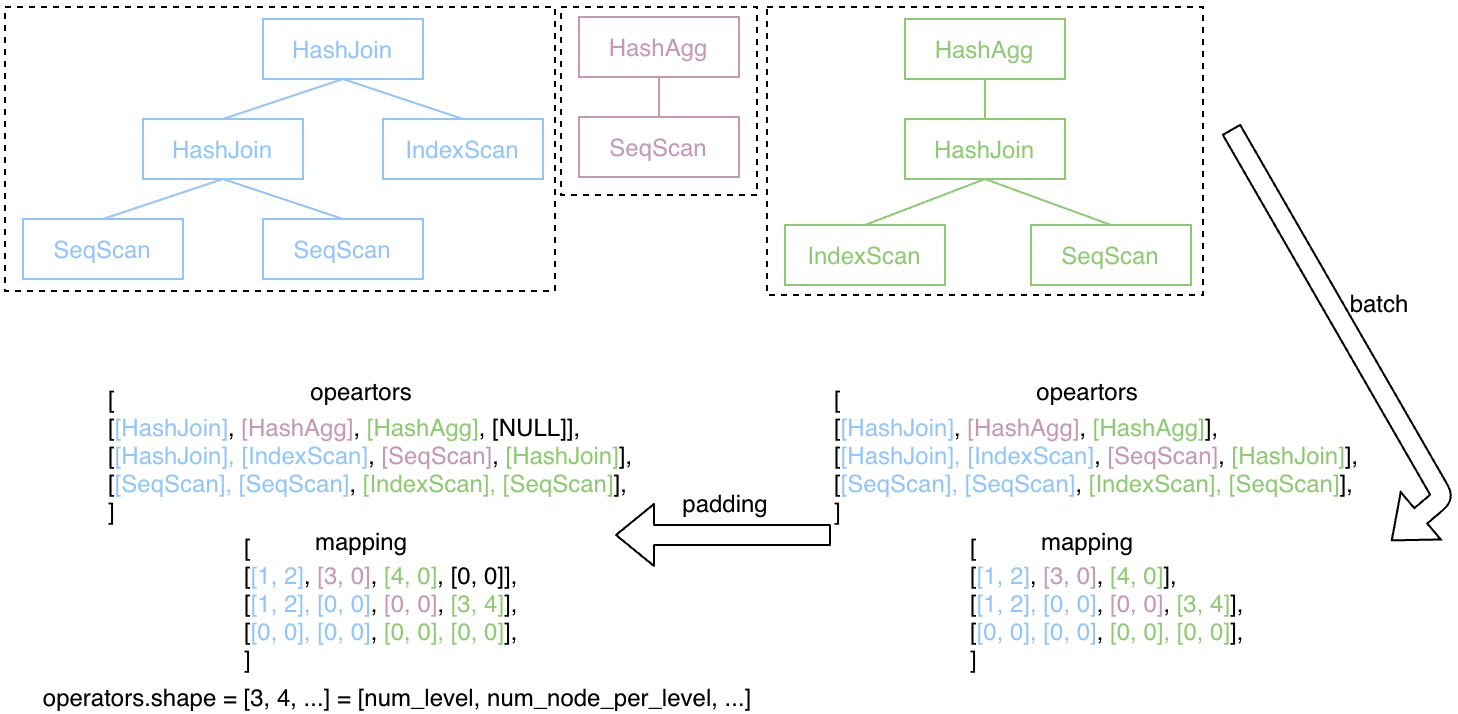 HashJoin
HashJoin
IndexScan
SeqScan
SeqScan
HashAgg
SeqScan
HashAgg
HashJoin
IndexScan
SeqScan
batch
[
opeartors
[[HashJoin], [HashAgg], [HashAgg], [NULL]],
[[HashJoin], [IndexScan], [SeqScan], [HashJoin]],
[[SeqScan], [SeqScan], [IndexScan], [SeqScan]],
]
[
mapping
[[1, 2], [3, 0], [4, 0], [0, 0]],
[[1, 2], [0, 0], [0, 0], [3, 4]],
[[0, 0], [0, 0], [0, 0], [0, 0]],
]
operators.shape = [3, 4, ...] = [num_level, num_node_per_level, ...]
padding
[
opeartors
[[HashJoin], [HashAgg], [HashAgg]],
[[HashJoin], [IndexScan], [SeqScan], [HashJoin]],
[[SeqScan], [SeqScan], [IndexScan], [SeqScan]],
]
[
mapping
[[1, 2], [3, 0], [4, 0]],
[[1, 2], [0, 0], [0, 0], [3, 4]],
[[0, 0], [0, 0], [0, 0], [0, 0]],
]